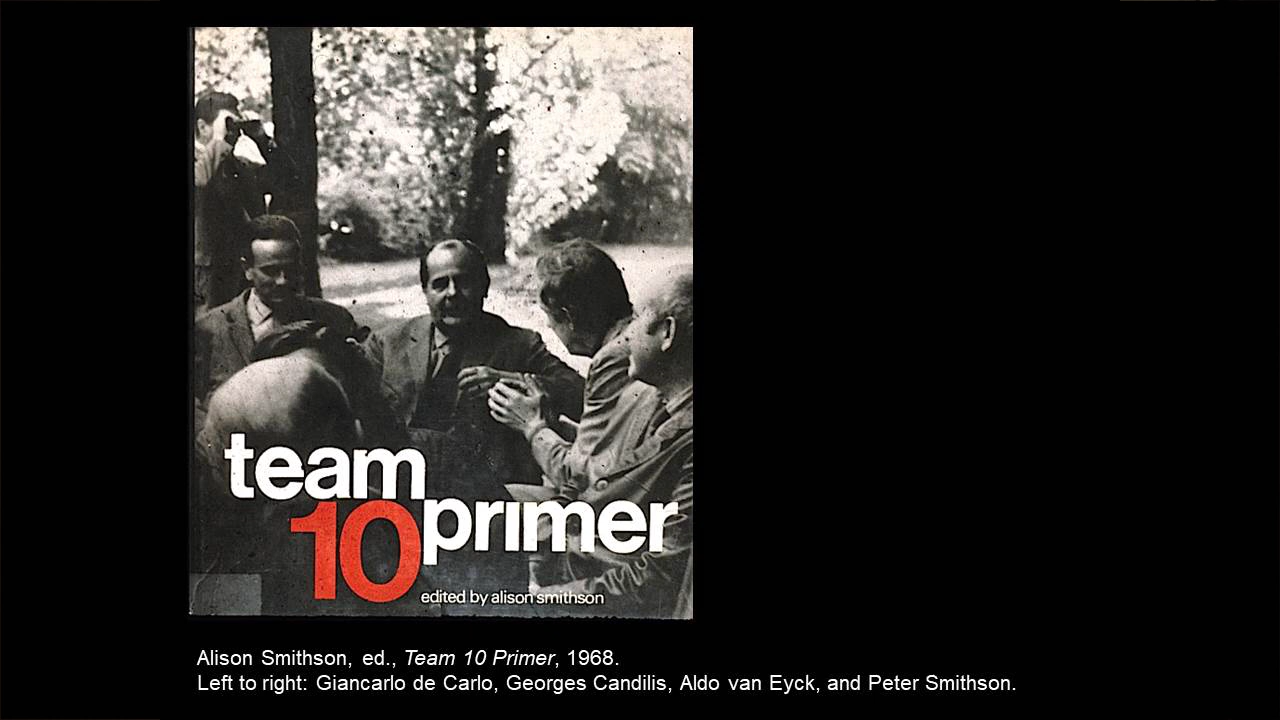 team
10 primer
edited by alison smithson
Alison Smithson, ed., Team 10 Primer, 1968.
Left to right: Giancarlo de Carlo, Georges Candilis, Aldo van Eyck, and Peter Smithson.